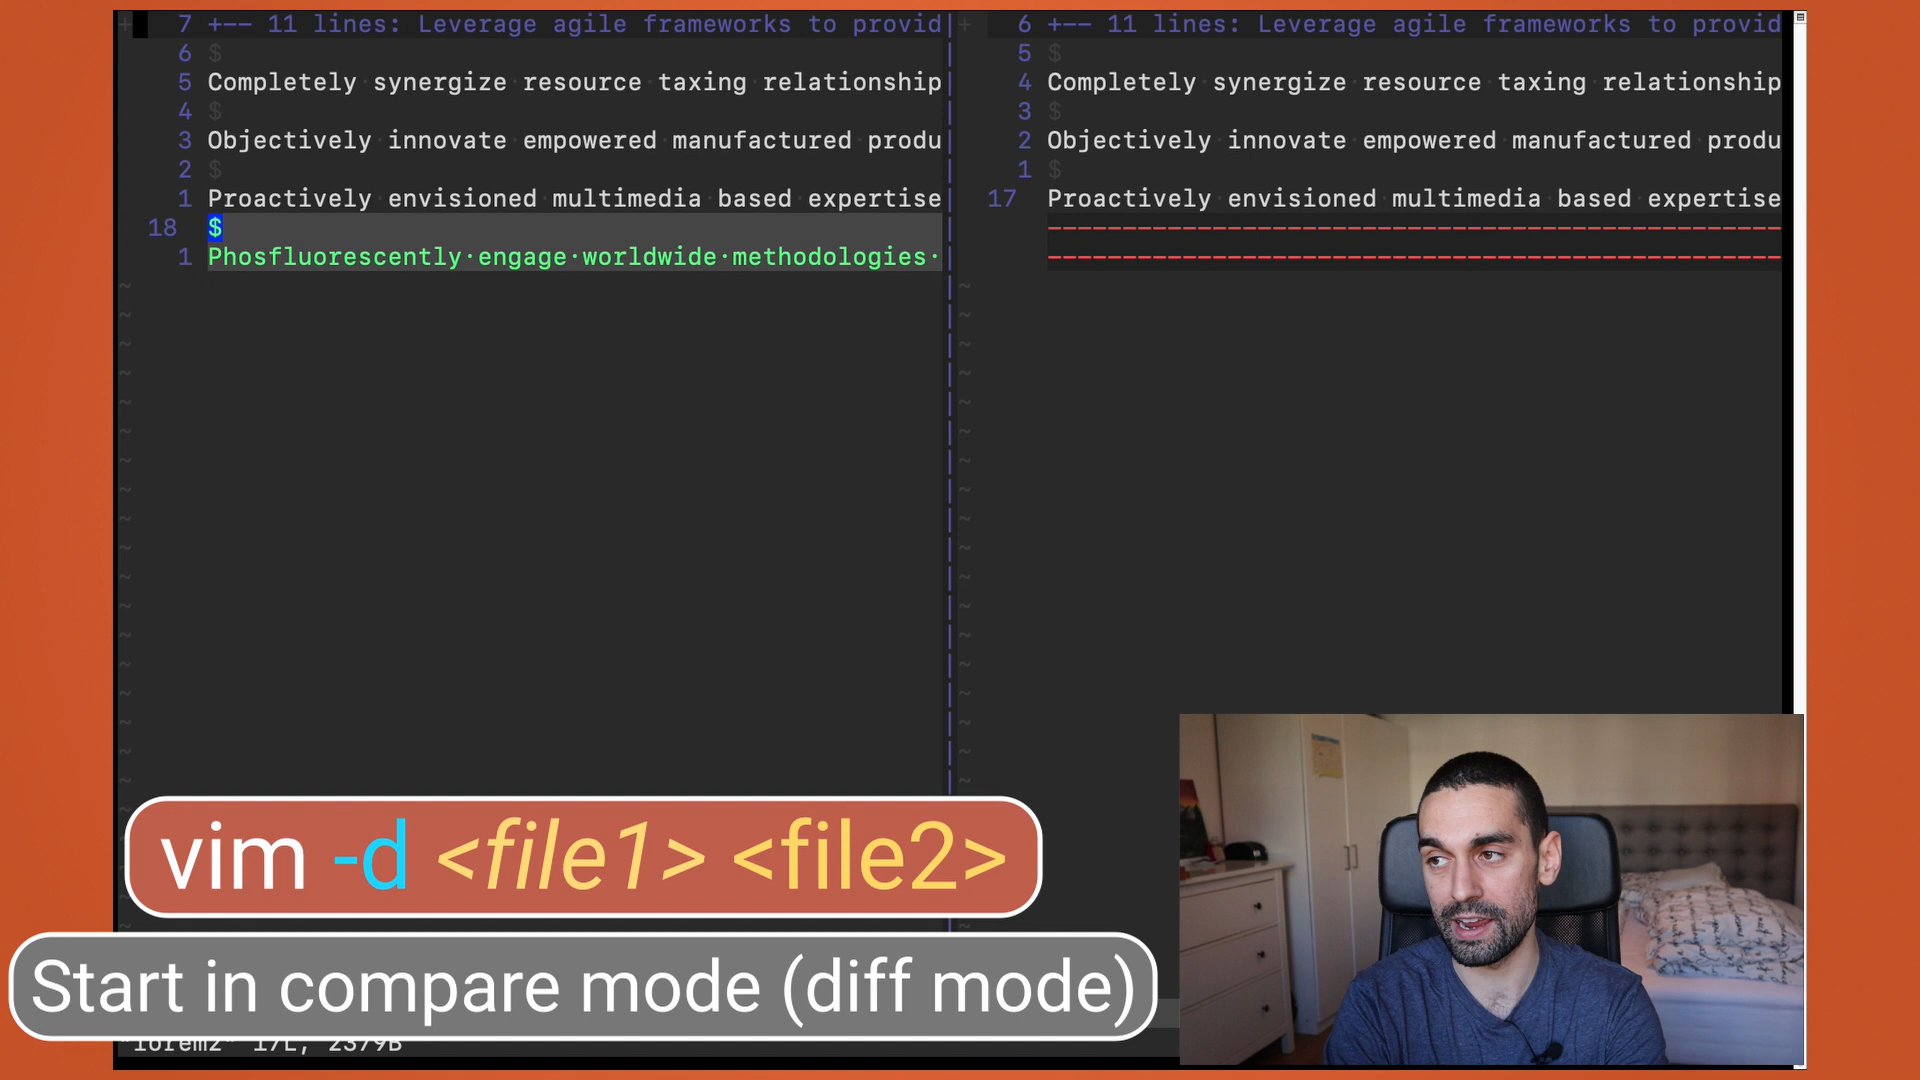 7 +-- 11 lines: Leverage agile frameworks to provid
6 $
5 Completely synergize resource taxing relationship
4 $
3 Objectively innovate empowered manufactured produ
2 $
1 Proactively envisioned multimedia based expertise
18 $
1 Phosfluorescently·engage·worldwide·methodologies·
6 +-- 11 lines: Leverage agile frameworks to provid
5 $
4 Completely synergize resource taxing relationship
3 $
2 Objectively innovate empowered manufactured produ
1 $
17 Proactively envisioned multimedia based expertise
vim -d <file1> <file2>
Start in compare mode (diff mode)
"lorem2" 17L, 2379B